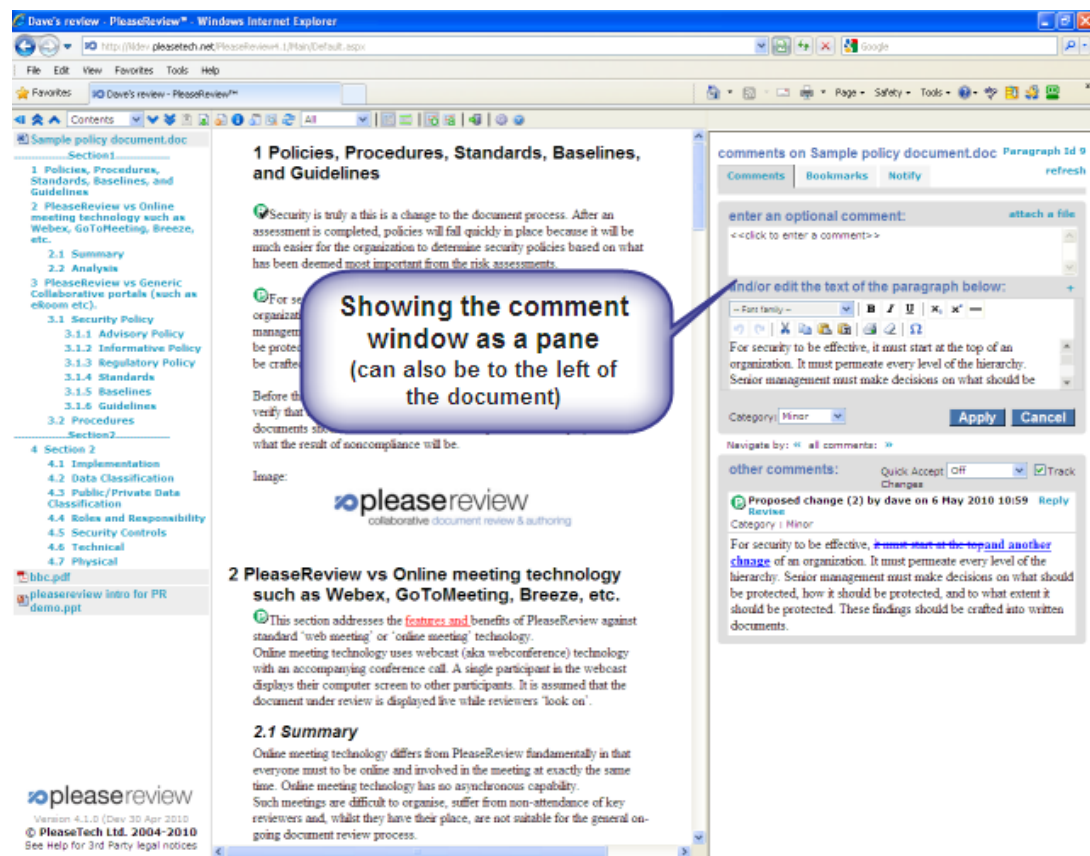 Dave's review - PleaseReview™ - Windows Internet Explorer
http://lildev.pleasetech.net/PleaseReview4.1/Main/Default.aspx
Google
File Edit View Favorites Tools Help
Favorites
Dave's review - PleaseReview™
Page Safety Tools
Contents
All
Sample policy document.doc
Section1
1 Policies, Procedures,
Standards, Baselines, and
Guidelines
2 PleaseReview vs Online
meeting technology such as
Webex, GoToMeeting, Breeze,
etc.
2.1 Summary
2.2 Analysis
3 PleaseReview vs Generic
Collaborative portals (such as
eRoom etc).
3.1 Security Policy
3.1.1 Advisory Policy
3.1.2 Informative Policy
3.1.3 Regulatory Policy
3.1.4 Standards
3.1.5 Baselines
3.1.6 Guidelines
3.2 Procedures
Section2
4 Section 2
4.1 Implementation
4.2 Data Classification
4.3 Public/Private Data
Classification
4.4 Roles and Responsibility
4.5 Security Controls
4.6 Technical
4.7 Physical
bbc.pdf
pleasereview intro for PR
demo.ppt
pleasereview
Version 4.1.0 (Dev 30 Apr 2010
© PleaseTech Ltd. 2004-2010
See Help for 3rd Party legal notices
1 Policies, Procedures, Standards, Baselines,
and Guidelines
Security is truly a this is a change to the document process. After an
assessment is completed, policies will fall quickly in place because it will be
much easier for the organization to determine security policies based on what
has been deemed most important from the risk assessments.
For se
organizati
management
be protec
be crafte
Before th
verify that
documents sh
what the result of noncompliance will be.
Image:
pleasereview
collaborative document review & authoring
2 PleaseReview vs Online meeting technology
such as Webex, GoToMeeting, Breeze, etc.
This section addresses the features and benefits of PleaseReview against
standard 'web meeting' or 'online meeting' technology.
Online meeting technology uses webcast (aka webconference) technology
with an accompanying conference call. A single participant in the webcast
displays their computer screen to other participants. It is assumed that the
document under review is displayed live while reviewers 'look on'.
2.1 Summary
Online meeting technology differs from PleaseReview fundamentally in that
everyone must to be online and involved in the meeting at exactly the same
time. Online meeting technology has no asynchronous capability.
Such meetings are difficult to organise, suffer from non-attendance of key
reviewers and, whilst they have their place, are not suitable for the general on-
going document review process.
Showing the comment
window as a pane
(can also be to the left of
the document)
comments on Sample policy document.doc Paragraph Id 9
Comments Bookmarks Notify refresh
enter an optional comment: attach a file
<<click to enter a comment>>
and/or edit the text of the paragraph below: +
-- Font family -- B I U x, x² —
For security to be effective, it must start at the top of an
organization. It must permeate every level of the hierarchy.
Senior management must make decisions on what should be
Category: Minor Apply Cancel
Navigate by: « all comments: »
other comments: Quick Accept Off Track
Changes
Proposed change (2) by dave on 6 May 2010 10:59 Reply
Revise
Category : Minor
For security to be effective, it must start at the topand another
chnage of an organization. It must permeate every level of the
hierarchy. Senior management must make decisions on what should
be protected, how it should be protected, and to what extent it
should be protected. These findings should be crafted into written
documents.